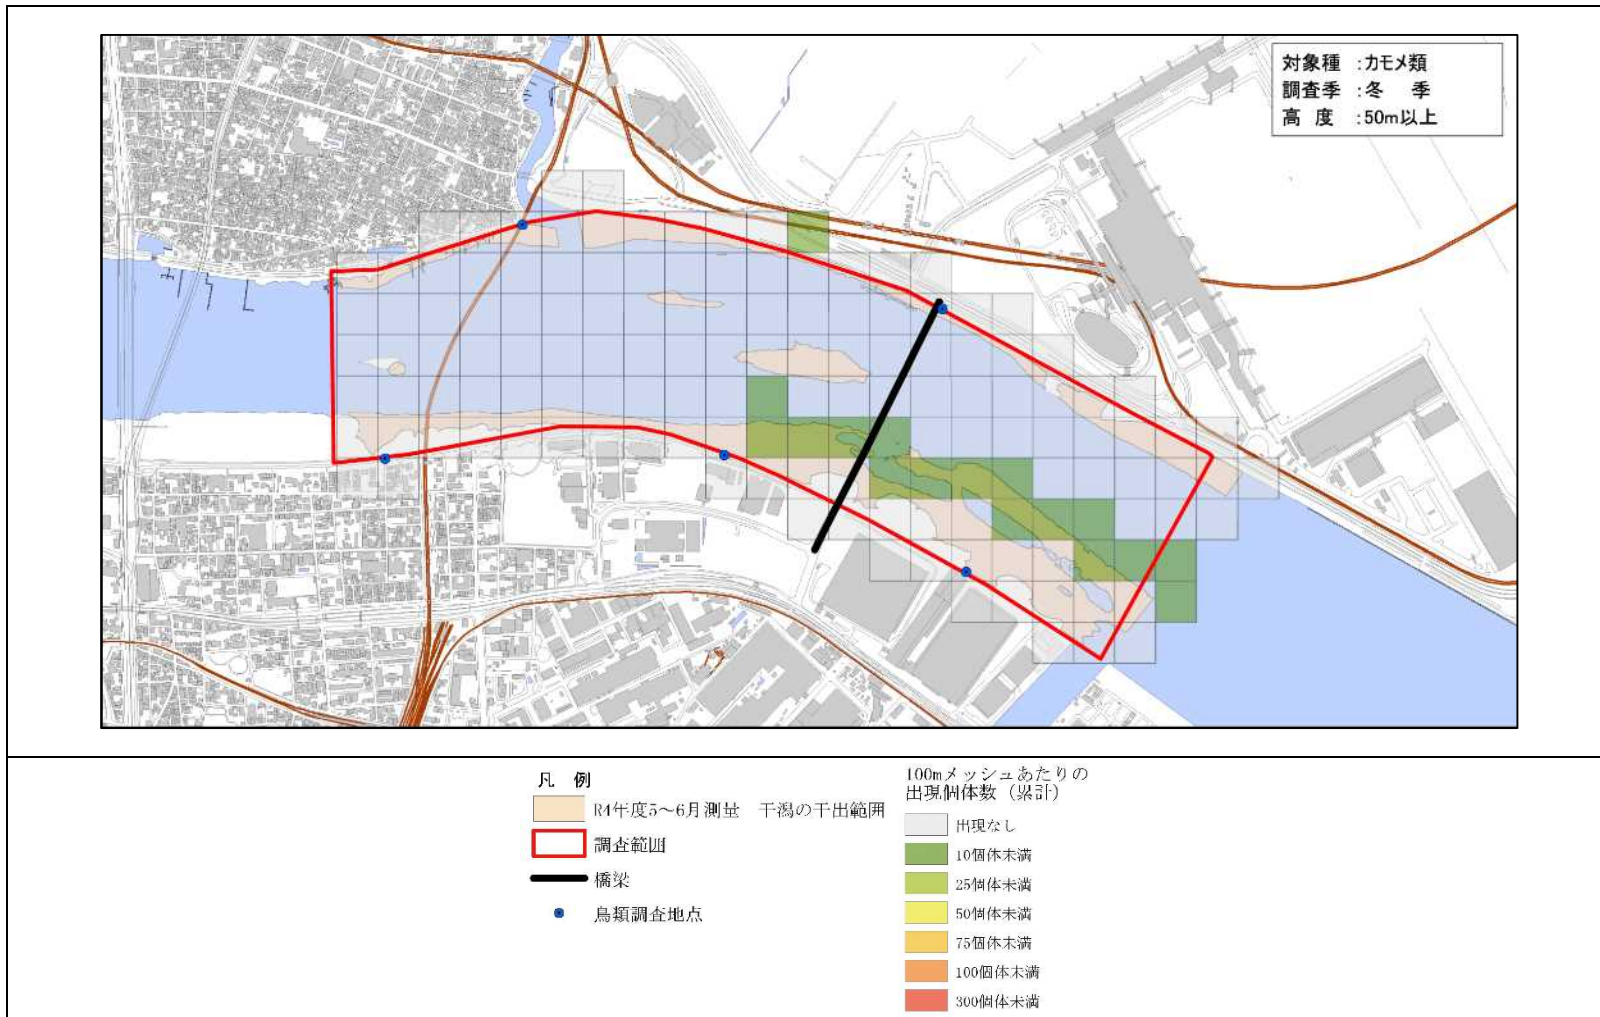 対象種 :カモメ類
調査季 :冬 季
高 度 :50m以上
凡 例
R4年度5～6月測量 干潟の干出範囲
調査範囲
橋梁
鳥類調査地点
100mメッシュあたりの
出現個体数（累計）
出現なし
10個体未満
25個体未満
50個体未満
75個体未満
100個体未満
300個体未満